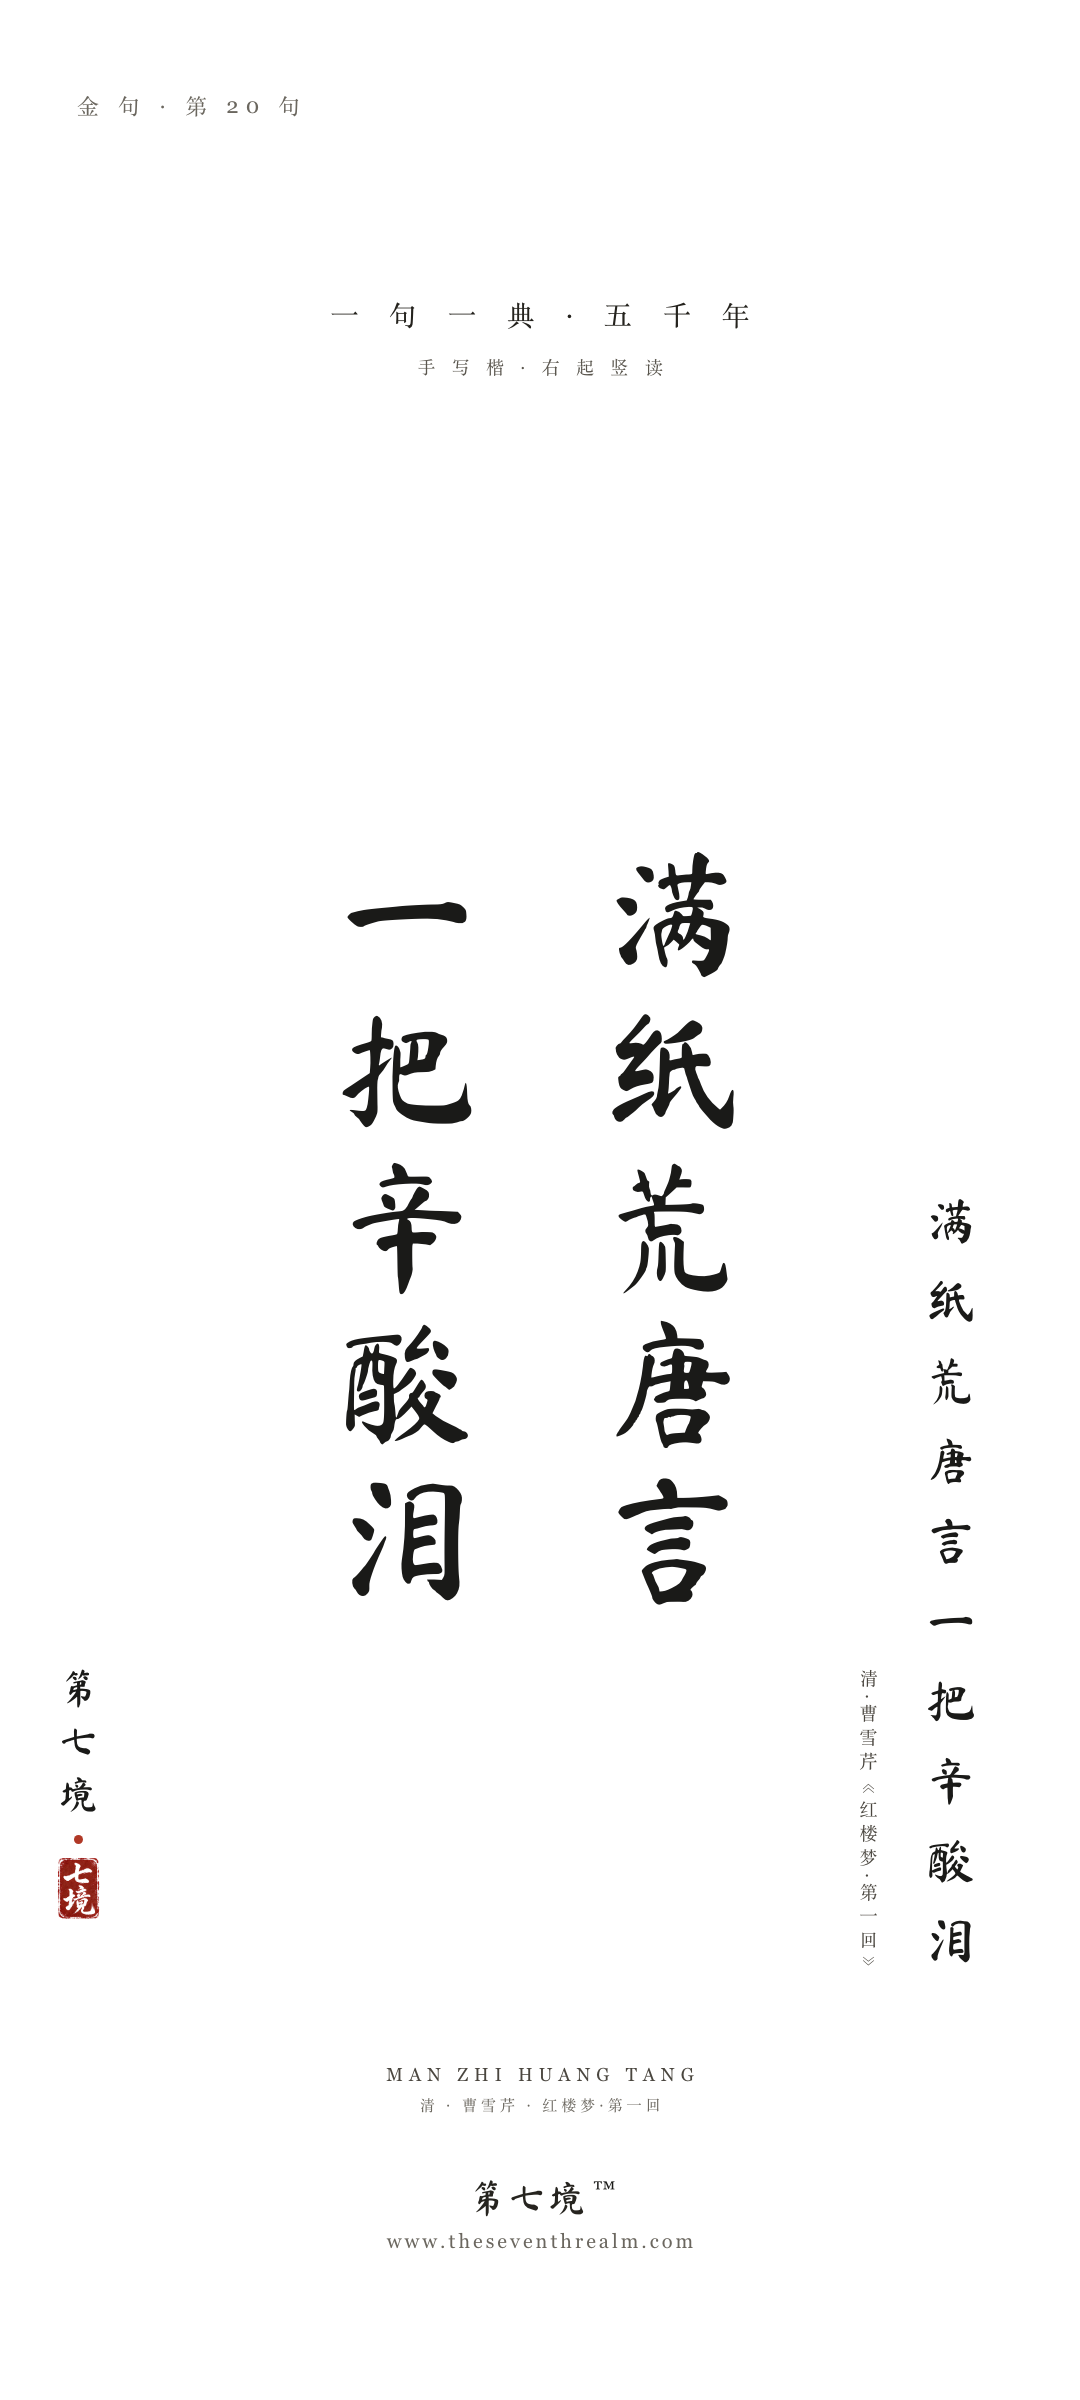 金句·第20句
一句一典·五千年
手写楷·右起竖读
满纸荒唐言
一把辛酸泪
满纸荒唐言一把辛酸泪
清·曹雪芹《红楼梦·第一回》
第七境
七境
MAN ZHI HUANG TANG
清 · 曹雪芹 · 红楼梦·第一回
第七境™
www.theseventhrealm.com